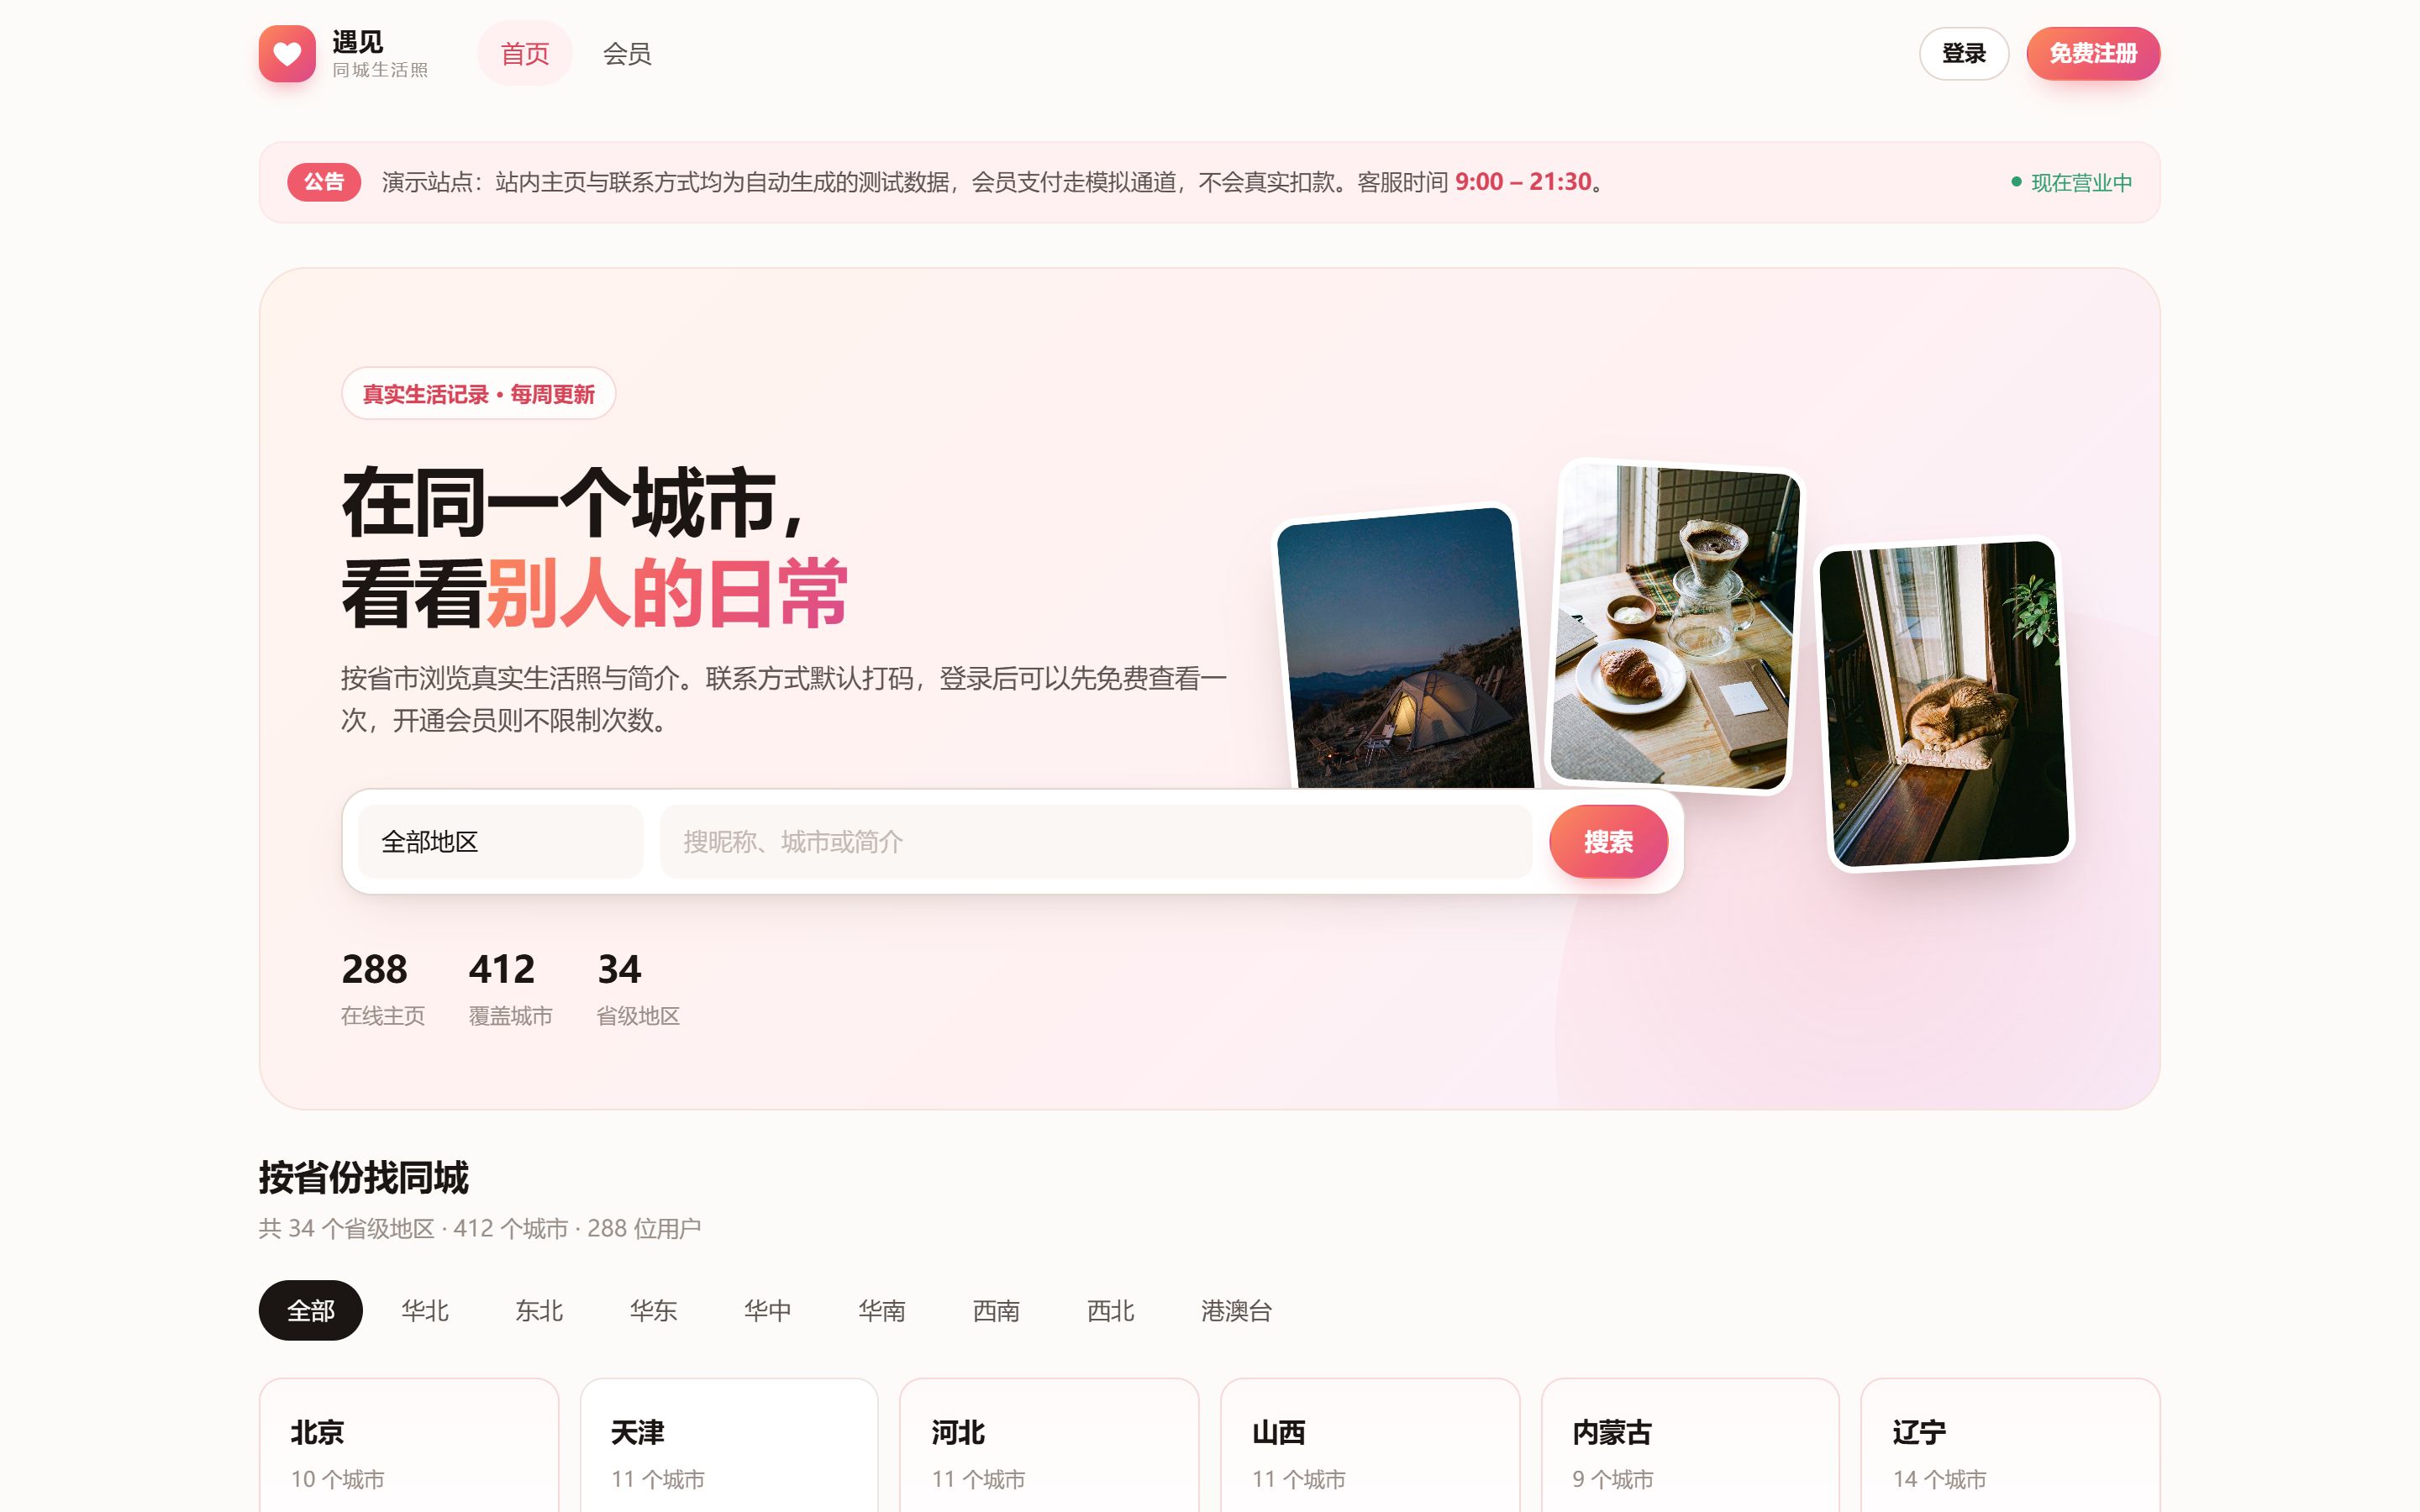 遇见
同城生活照
首页
会员
登录
免费注册
公告
演示站点：站内主页与联系方式均为自动生成的测试数据，会员支付走模拟通道，不会真实扣款。客服时间 9:00 – 21:30。
现在营业中
真实生活记录 · 每周更新
在同一个城市，
看看别人的日常
按省市浏览真实生活照与简介。联系方式默认打码，登录后可以先免费查看一
次，开通会员则不限制次数。
全部地区
搜昵称、城市或简介
搜索
288
412
34
在线主页
覆盖城市
省级地区
按省份找同城
共 34 个省级地区 · 412 个城市 · 288 位用户
全部
华北
东北
华东
华中
华南
西南
西北
港澳台
北京
天津
河北
山西
内蒙古
辽宁
10 个城市
11 个城市
11 个城市
11 个城市
9 个城市
14 个城市